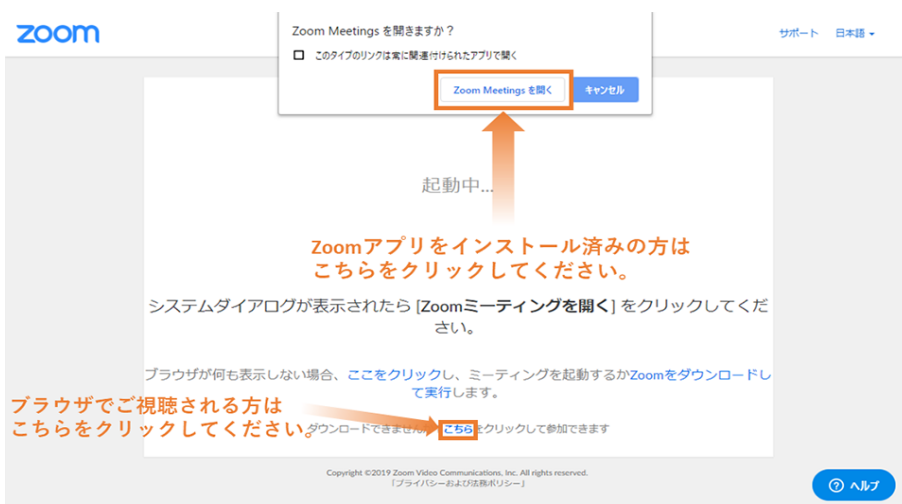 zoom
サポート 日本語
Zoom Meetings を開きますか？
このタイプのリンクは常に関連付けられたアプリで開く
Zoom Meetings を開く キャンセル
起動中...
Zoomアプリをインストール済みの方は
こちらをクリックしてください。
システムダイアログが表示されたら [Zoomミーティングを開く] をクリックしてくだ
さい。
ブラウザが何も表示しない場合、ここをクリックし、ミーティングを起動するかZoomをダウンロードし
て実行します。
ブラウザでご視聴される方は
こちらをクリックしてください。
ダウンロードできません こちらをクリックして参加できます
Copyright ©2019 Zoom Video Communications, Inc. All rights reserved.
「プライバシーおよび法務ポリシー」
ヘルプ